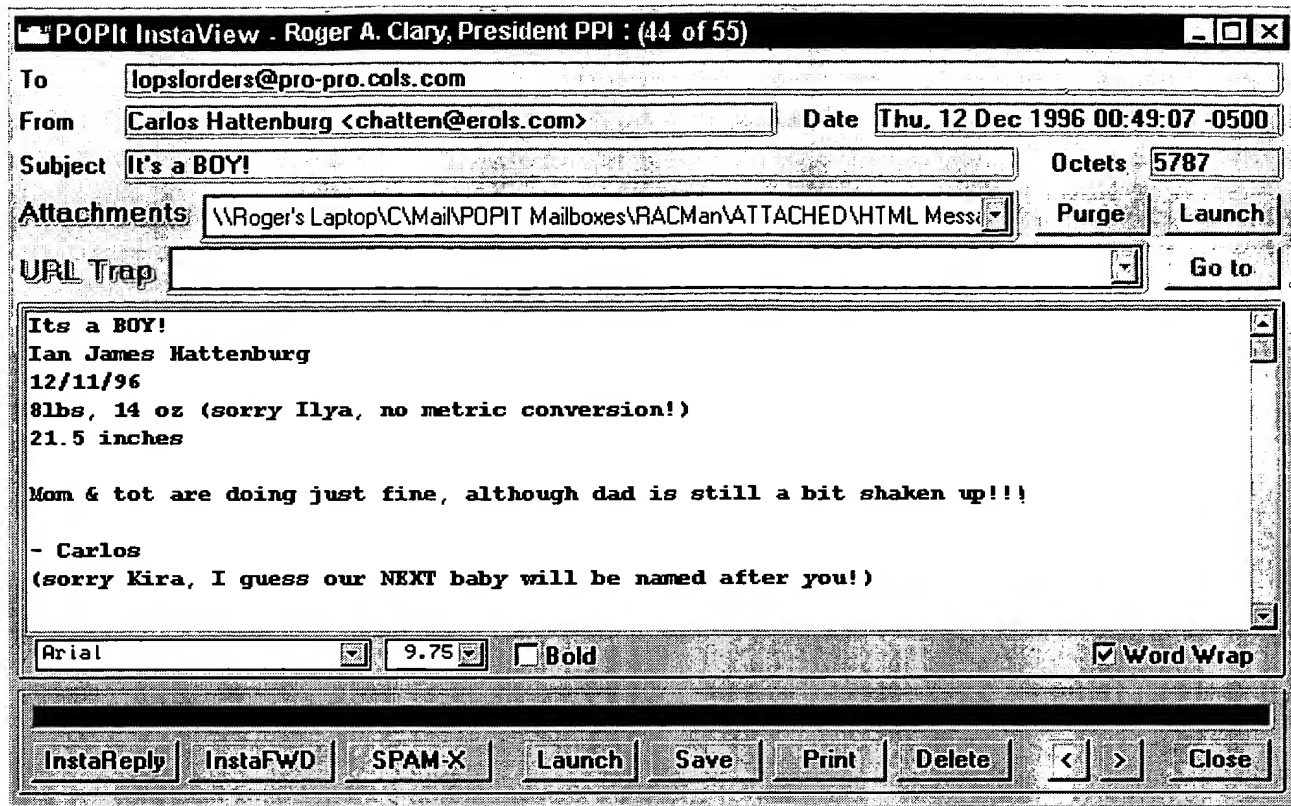 POPIt InstaView - Roger A. Clary, President PPI : (44 of 55)
To lopslorders@pro-pro.cols.com
From Carlos Hattenburg <chatten@erols.com> Date Thu, 12 Dec 1996 00:49:07 -0500
Subject It's a BOY! Octets 5787
Attachments \\Roger's Laptop\C\Mail\POPIT Mailboxes\RACMan\ATTACHED\HTML Messa Purge Launch
URL Trap Go to
Its a BOY!
Ian James Hattenburg
12/11/96
8lbs, 14 oz (sorry Ilya, no metric conversion!)
21.5 inches
Mom & tot are doing just fine, although dad is still a bit shaken up!!!
- Carlos
(sorry Kira, I guess our NEXT baby will be named after you!)
Arial 9.75 Bold Word Wrap
InstaReply InstaFWD SPAM-X Launch Save Print Delete < > Close